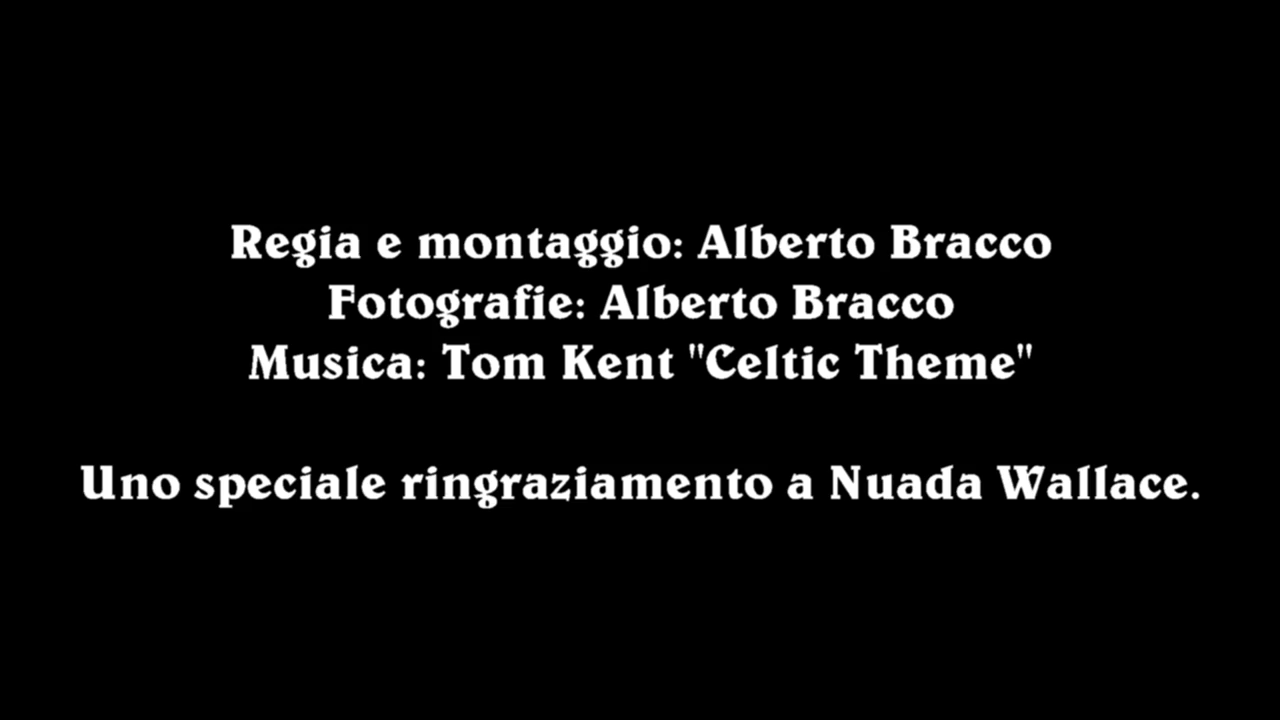 Regia e montaggio: Alberto Bracco
Fotografie: Alberto Bracco
Musica: Tom Kent "Celtic Theme"
Uno speciale ringraziamento a Nuada Wallace.